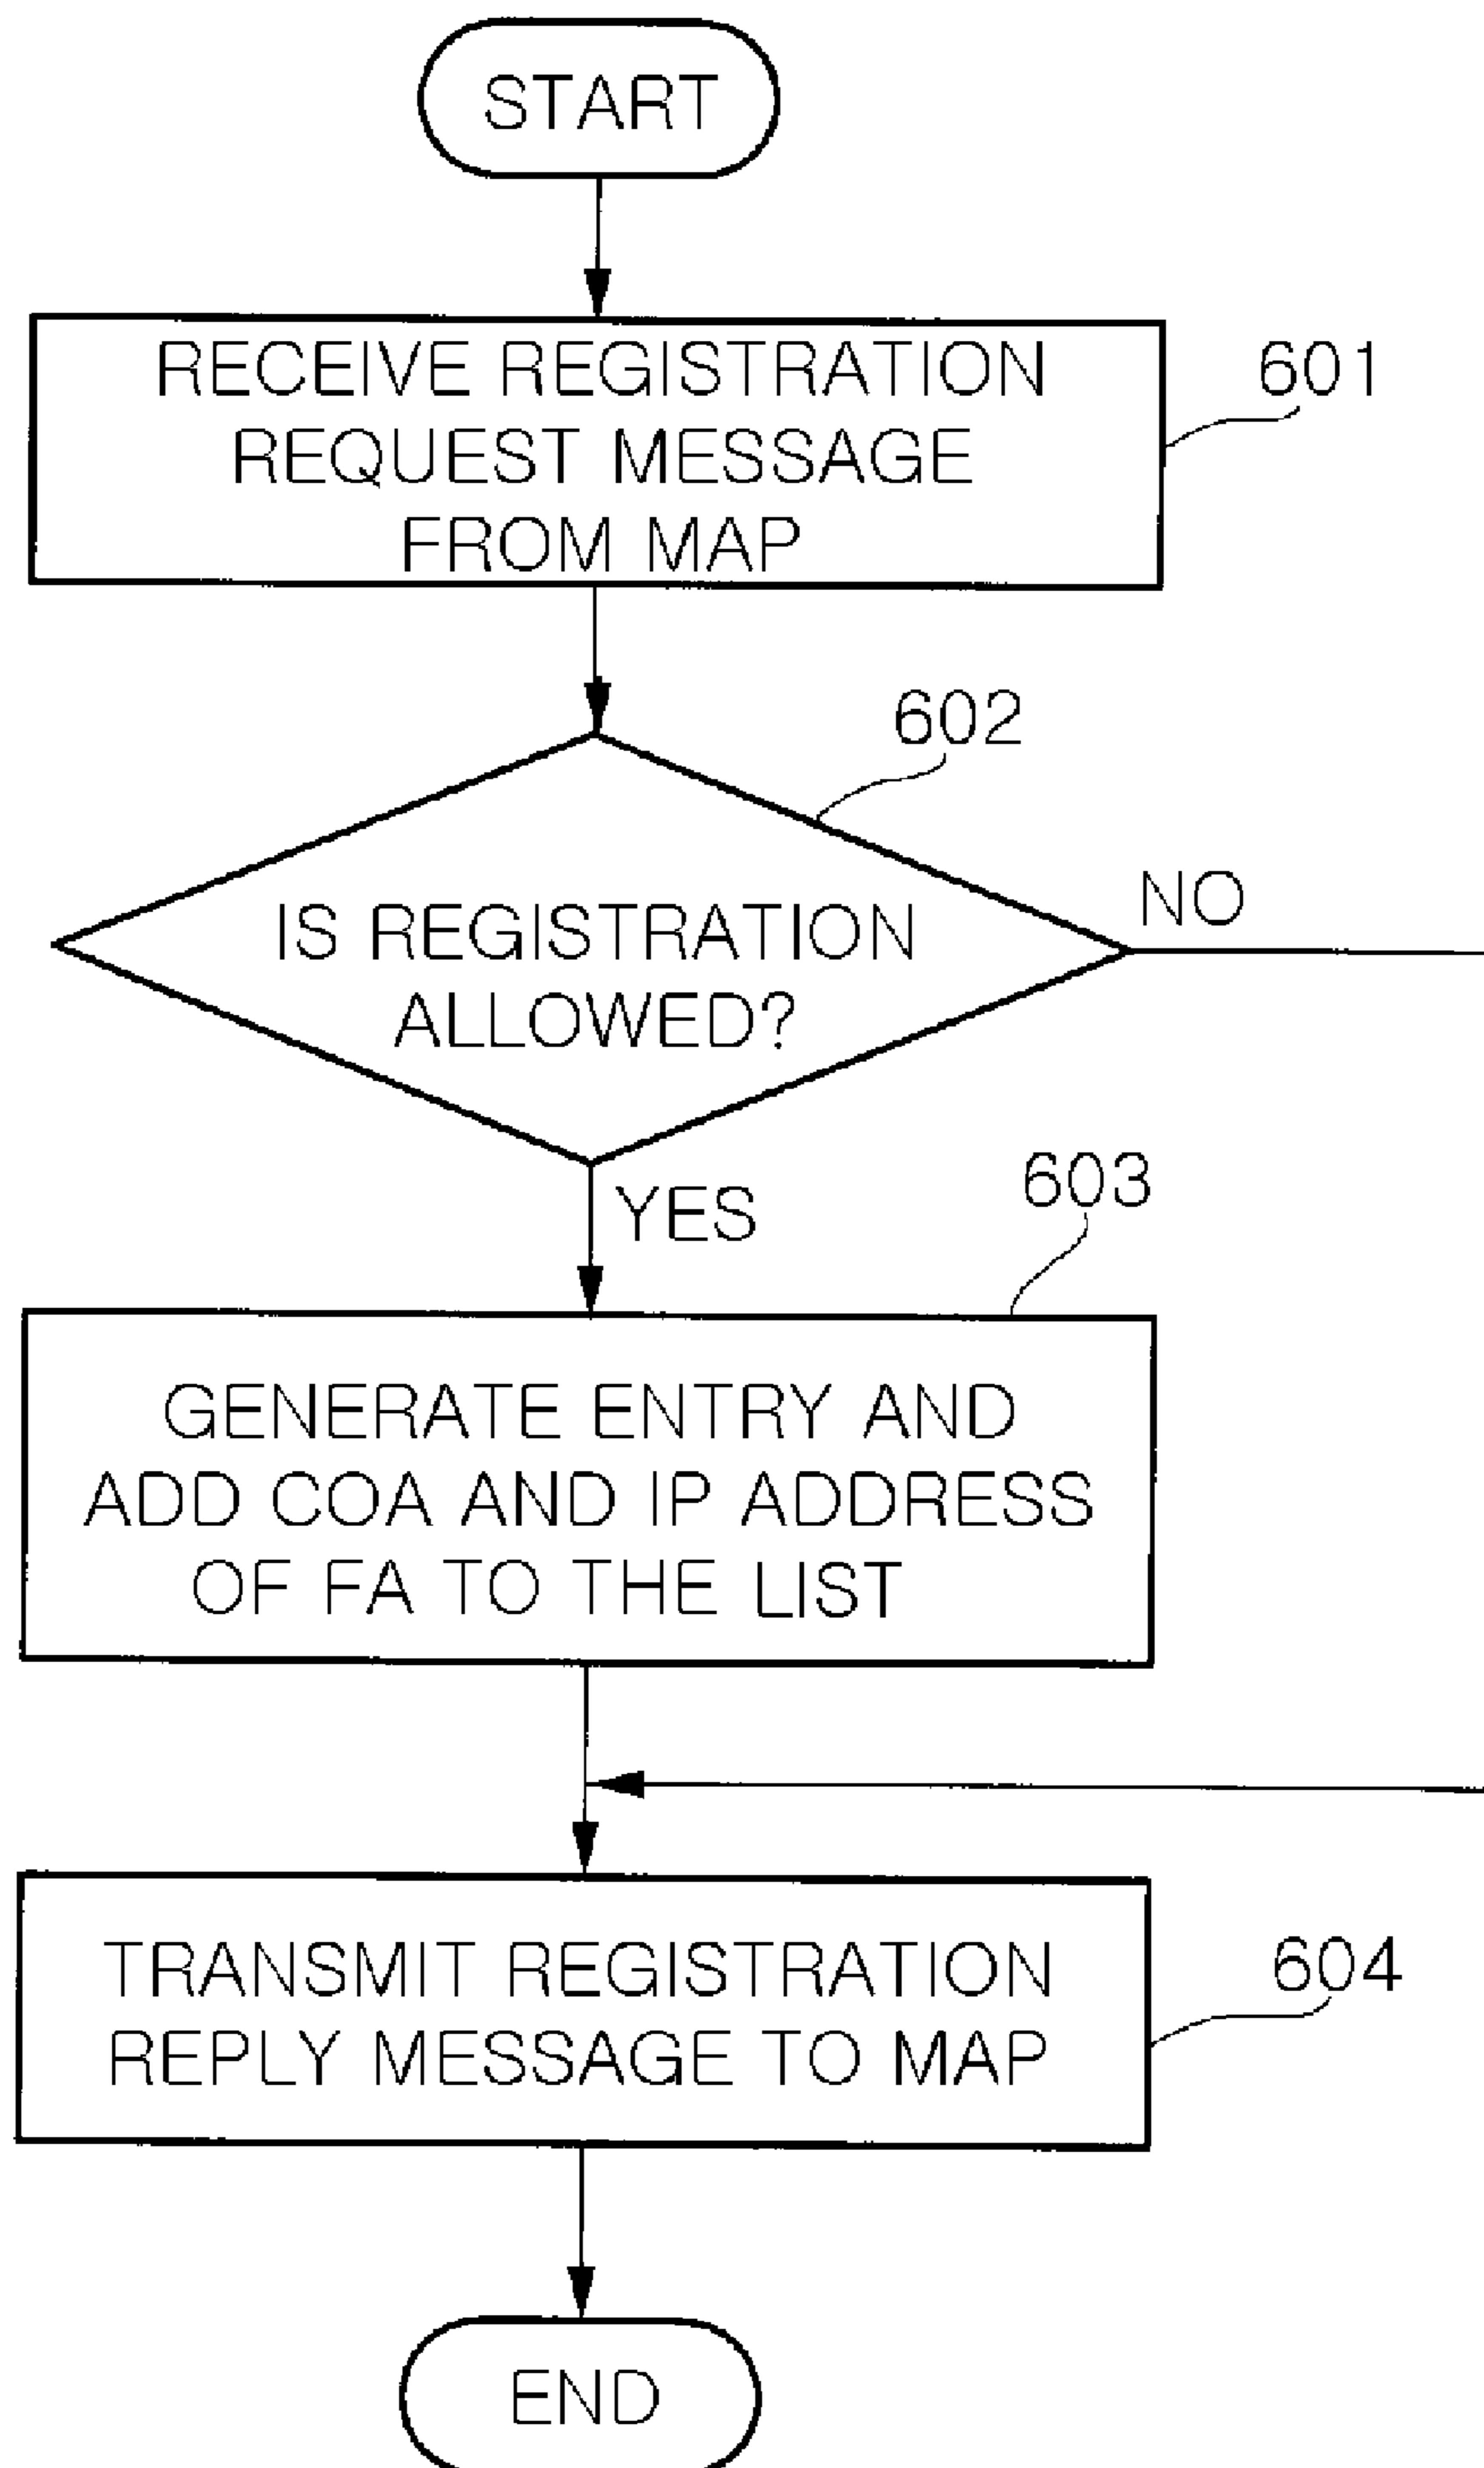 START
RECEIVE REGISTRATION
REQUEST MESSAGE
FROM MAP
601
602
IS REGISTRATION
ALLOWED?
NO
YES
603
GENERATE ENTRY AND
ADD COA AND IP ADDRESS
OF FA TO THE LIST
TRANSMIT REGISTRATION
REPLY MESSAGE TO MAP
604
END